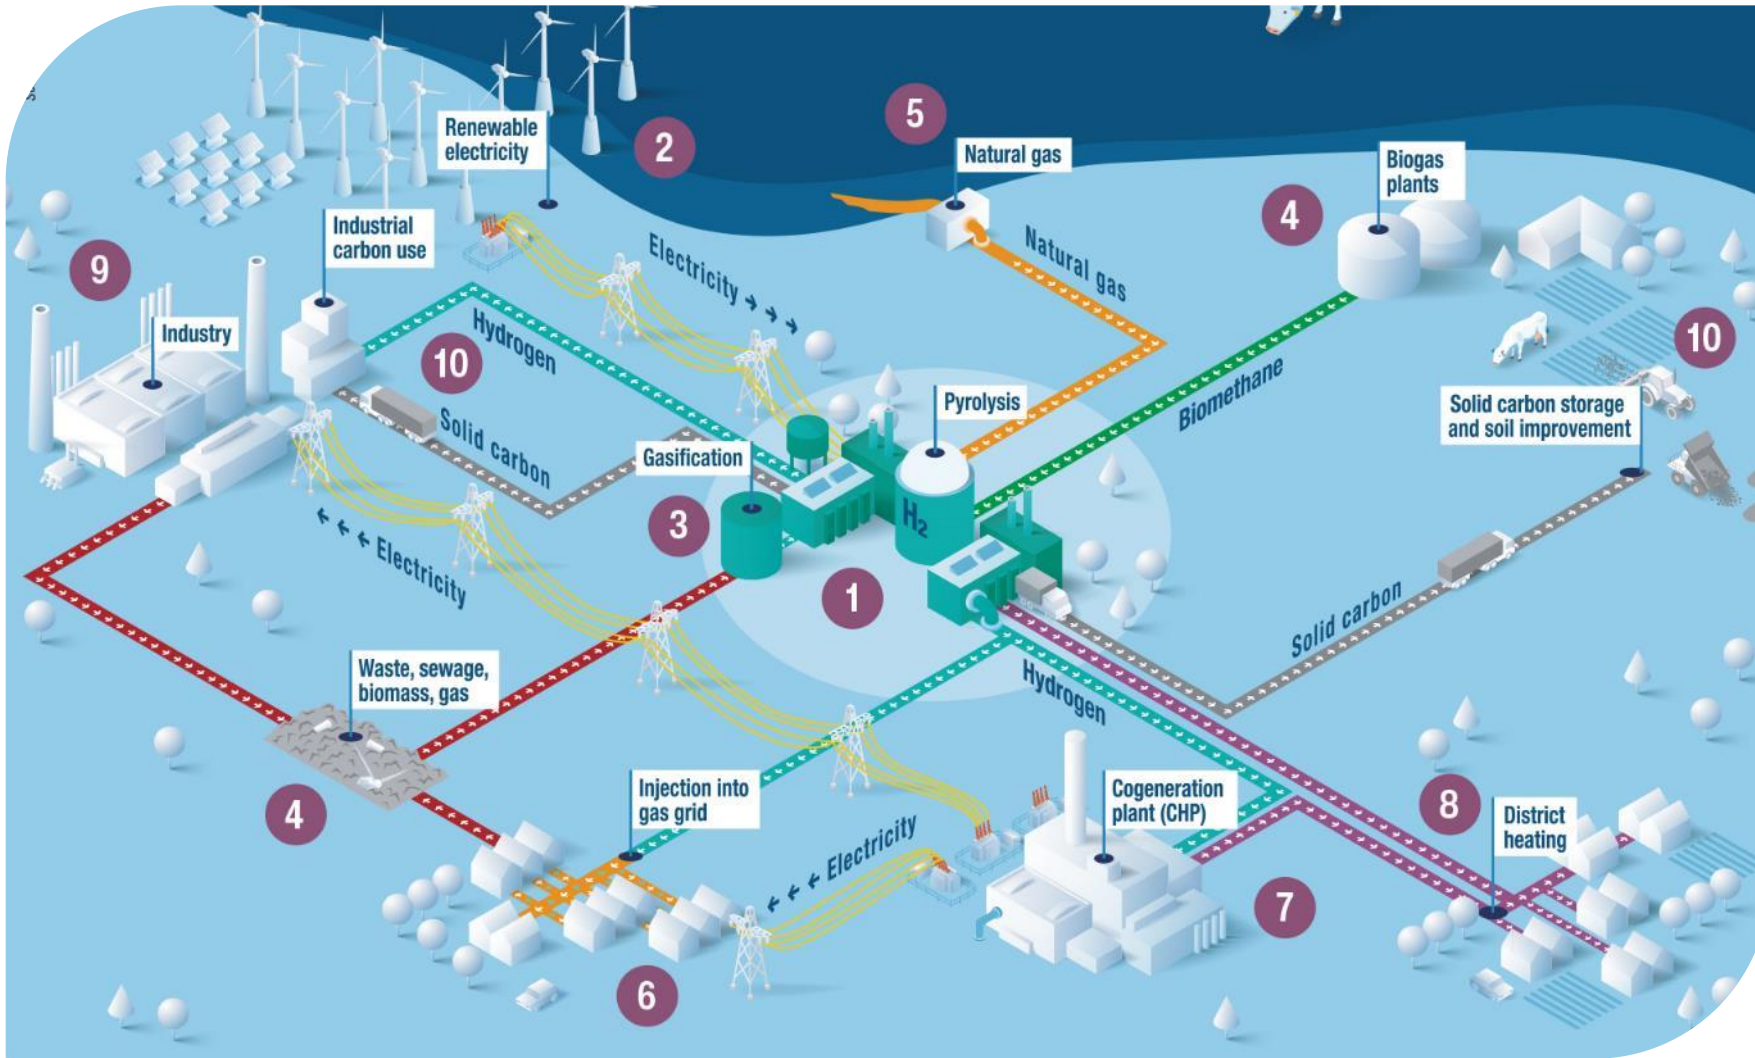 Renewable
electricity
2
5
Natural gas
Biogas
plants
4
Industrial
carbon use
9
Industry
Electricity
Natural gas
Hydrogen
10
Solid carbon
Gasification
Pyrolysis
Biomethane
10
Solid carbon storage
and soil improvement
3
H2
1
Electricity
Solid carbon
Waste, sewage,
biomass, gas
Hydrogen
4
Injection into
gas grid
Cogeneration
plant (CHP)
8
District
heating
Electricity
7
6